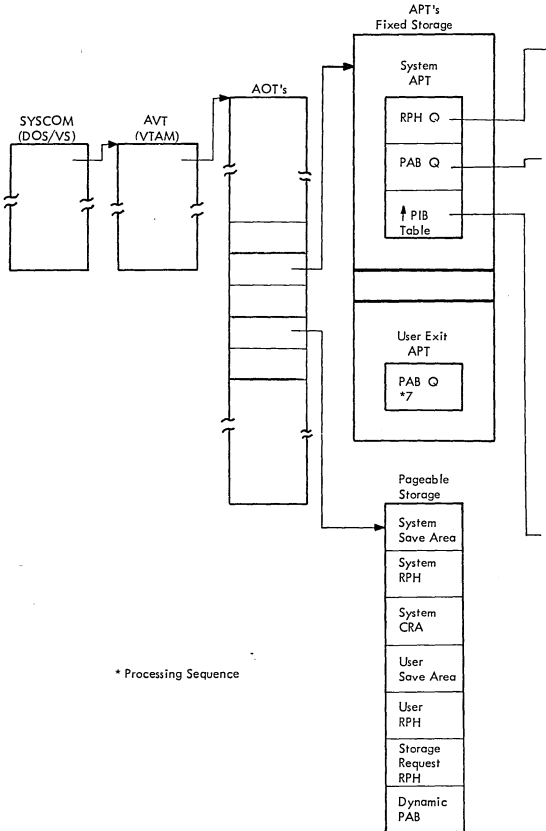 APT's
Fixed Storage
System
APT
AOT's
RPH Q
SYSCOM
(DOS/VS)
AVT
(VTAM)
PAB Q
↑ PIB
Table
User Exit
APT
PAB Q
*7
Pageable
Storage
System
Save Area
System
RPH
System
CRA
* Processing Sequence
User
Save Area
User
RPH
Storage
Request
RPH
Dynamic
PAB